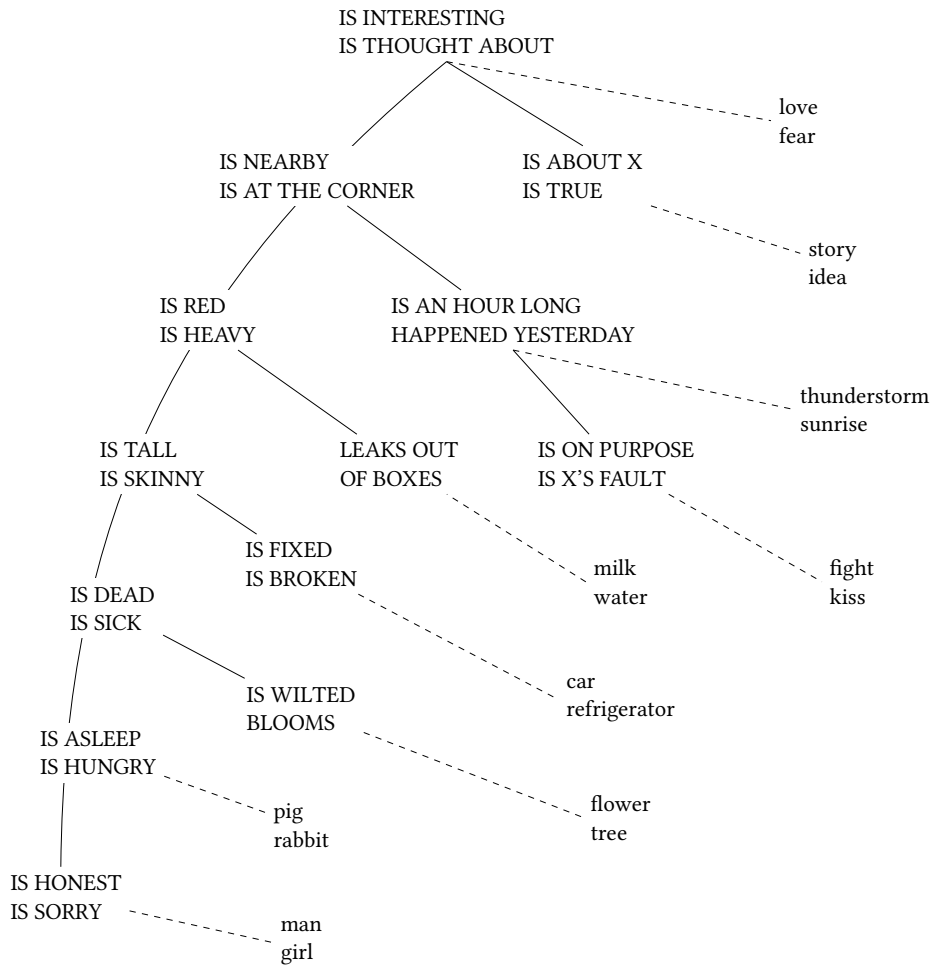 IS INTERESTING
IS THOUGHT ABOUT
love
fear
IS NEARBY
IS AT THE CORNER
IS ABOUT X
IS TRUE
story
idea
IS RED
IS HEAVY
IS AN HOUR LONG
HAPPENED YESTERDAY
thunderstorm
sunrise
IS TALL
IS SKINNY
LEAKS OUT
OF BOXES
IS ON PURPOSE
IS X'S FAULT
IS FIXED
IS BROKEN
milk
water
fight
kiss
IS DEAD
IS SICK
car
refrigerator
IS WILTED
BLOOMS
IS ASLEEP
IS HUNGRY
pig
rabbit
flower
tree
IS HONEST
IS SORRY
man
girl